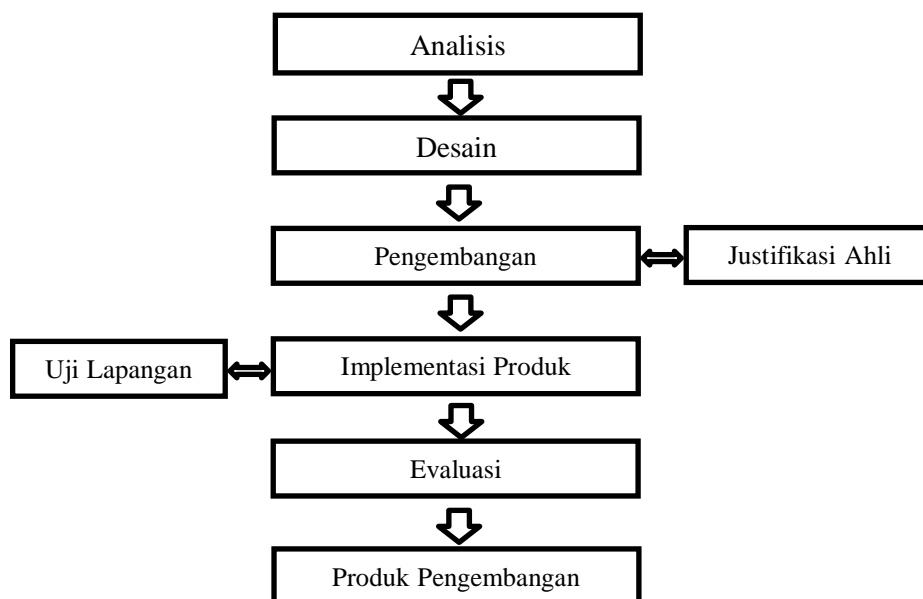 Analisis
Desain
Pengembangan
Justifikasi Ahli
Uji Lapangan
Implementasi Produk
Evaluasi
Produk Pengembangan